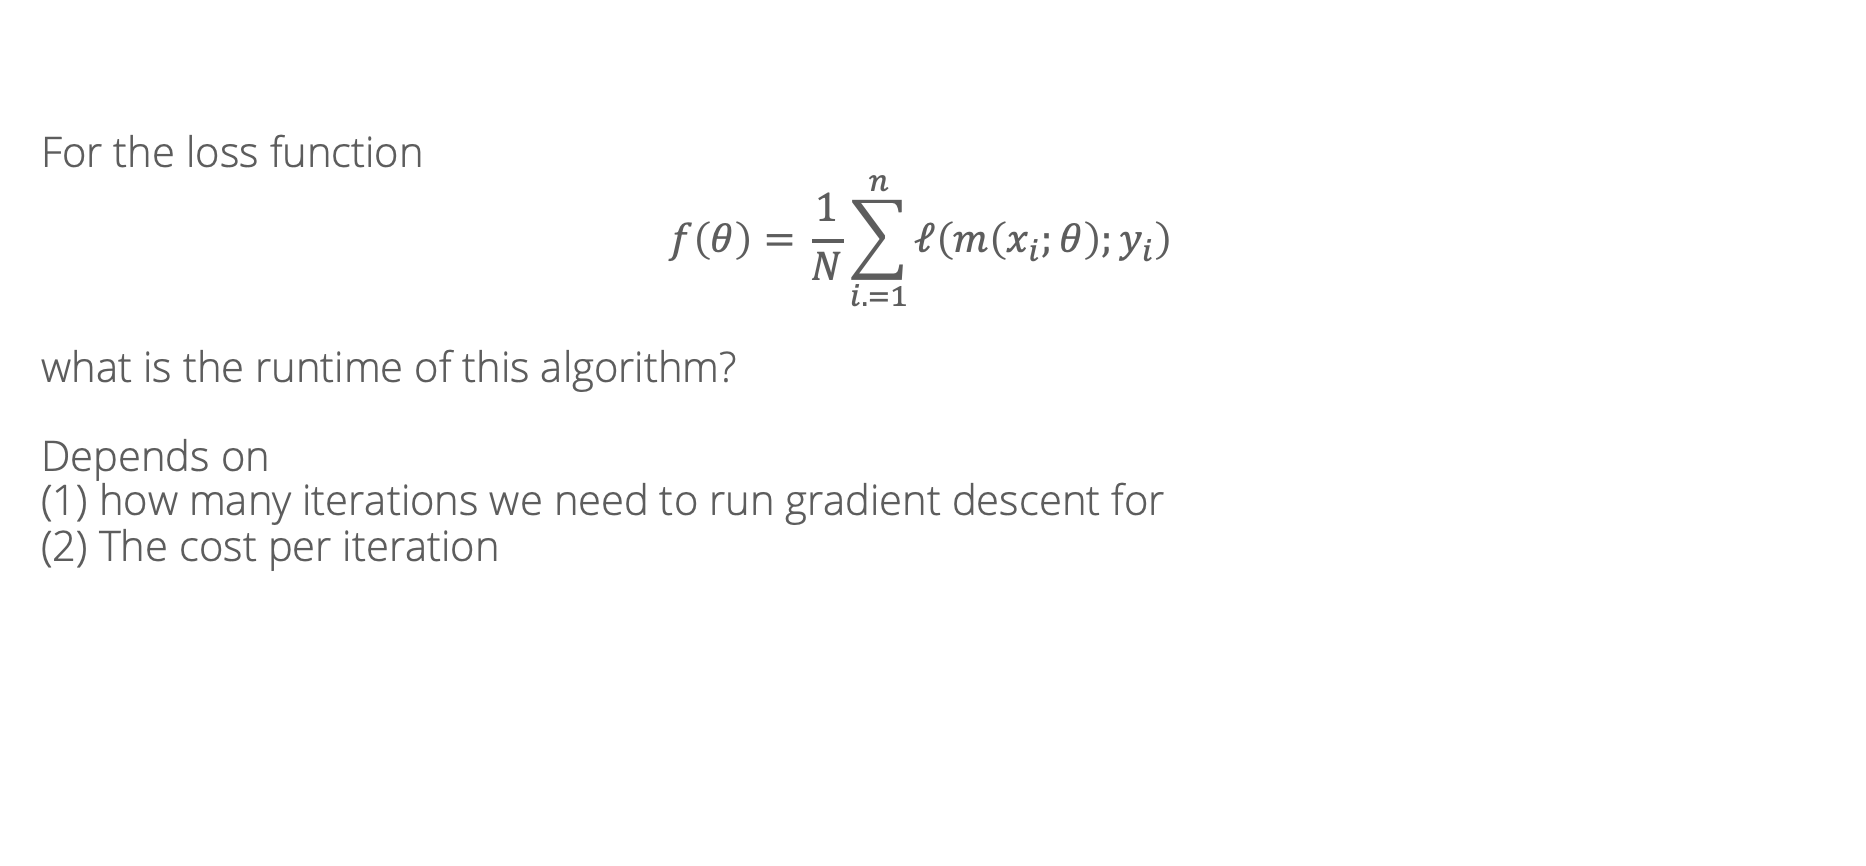 For the loss function
f(θ) = 1/N ∑_{i.=1}^{n} ℓ(m(x_i; θ); y_i)
what is the runtime of this algorithm?
Depends on
(1) how many iterations we need to run gradient descent for
(2) The cost per iteration